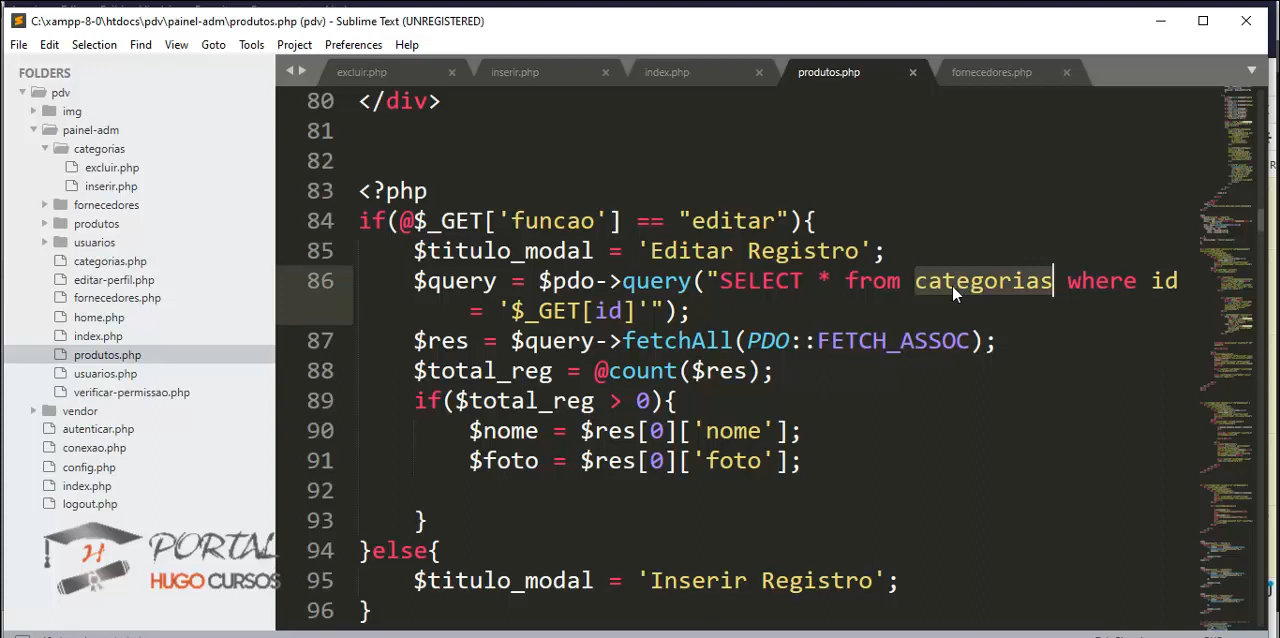 C:\xampp-8-0\htdocs\pdv\painel-adm\produtos.php (pdv) - Sublime Text (UNREGISTERED)
File Edit Selection Find View Goto Tools Project Preferences Help
FOLDERS
pdv
img
painel-adm
categorias
excluir.php
inserir.php
fornecedores
produtos
usuarios
categorias.php
editar-perfil.php
fornecedores.php
home.php
index.php
produtos.php
usuarios.php
verificar-permissao.php
vendor
autenticar.php
conexao.php
config.php
index.php
logout.php
PORTAL
HUGO CURSOS
H
excluir.php inserir.php index.php produtos.php fornecedores.php
80 </div>
81
82
83 <?php
84 if(@$_GET['funcao'] == "editar"){
85 $titulo_modal = 'Editar Registro';
86 $query = $pdo->query("SELECT * from categorias where id
= '$_GET[id]'");
87 $res = $query->fetchAll(PDO::FETCH_ASSOC);
88 $total_reg = @count($res);
89 if($total_reg > 0){
90 $nome = $res[0]['nome'];
91 $foto = $res[0]['foto'];
92
93 }
94 }else{
95 $titulo_modal = 'Inserir Registro';
96 }